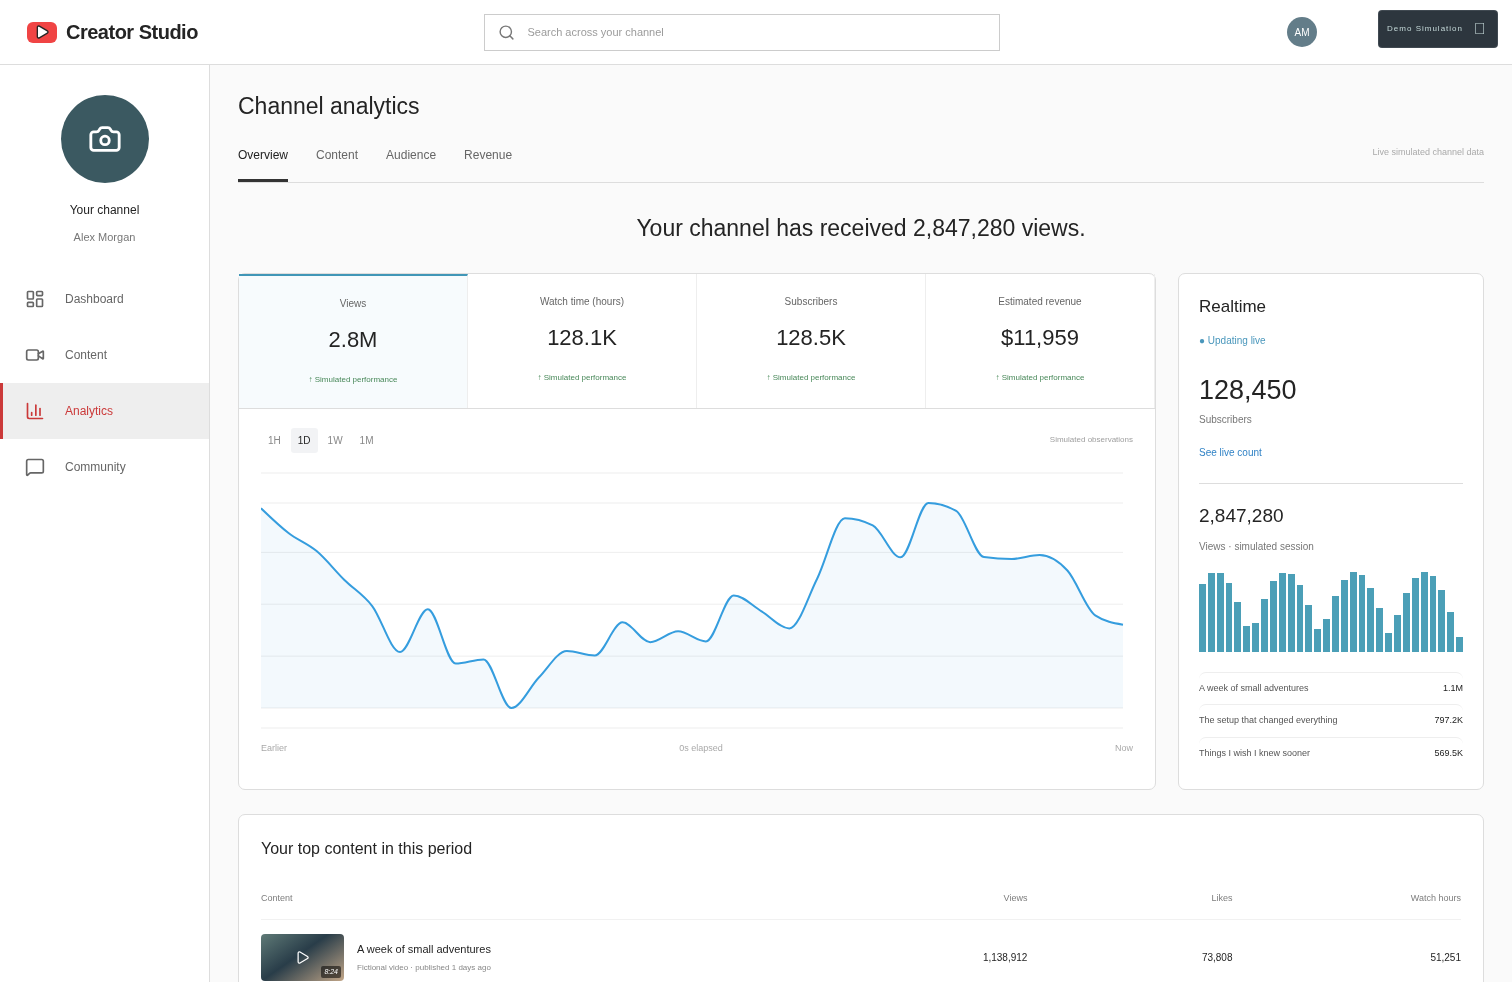 Creator Studio
Search across your channel
AM
Demo Simulation
Your channel
Alex Morgan
Dashboard
Content
Analytics
Community
Channel analytics
Overview
Content
Audience
Revenue
Live simulated channel data
Your channel has received 2,847,280 views.
Views
2.8M
↑ Simulated performance
Watch time (hours)
128.1K
↑ Simulated performance
Subscribers
128.5K
↑ Simulated performance
Estimated revenue
$11,959
↑ Simulated performance
1H
1D
1W
1M
Simulated observations
Earlier
0s elapsed
Now
Realtime
● Updating live
128,450
Subscribers
See live count
2,847,280
Views · simulated session
A week of small adventures 1.1M
The setup that changed everything 797.2K
Things I wish I knew sooner 569.5K
Your top content in this period
Content Views Likes Watch hours
8:24
A week of small adventures
Fictional video · published 1 days ago
1,138,912 73,808 51,251